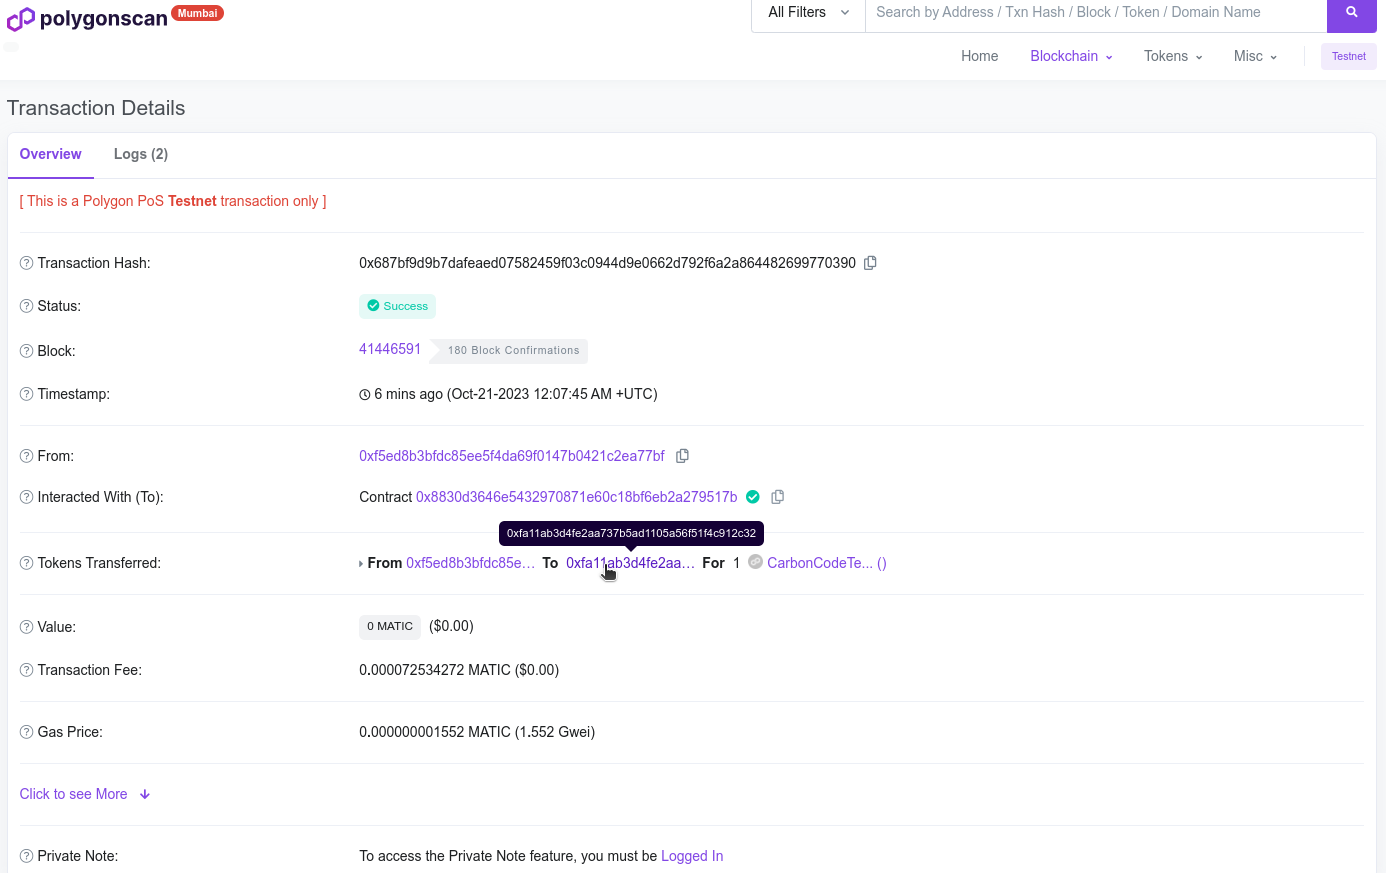 polygonscan Mumbai
All Filters Search by Address / Txn Hash / Block / Token / Domain Name
Home Blockchain Tokens Misc Testnet
Transaction Details
Overview Logs (2)
[ This is a Polygon PoS Testnet transaction only ]
Transaction Hash: 0x687bf9d9b7dafeaed07582459f03c0944d9e0662d792f6a2a864482699770390
Status: Success
Block: 41446591 180 Block Confirmations
Timestamp: 6 mins ago (Oct-21-2023 12:07:45 AM +UTC)
From: 0xf5ed8b3bfdc85ee5f4da69f0147b0421c2ea77bf
Interacted With (To): Contract 0x8830d3646e5432970871e60c18bf6eb2a279517b
0xfa11ab3d4fe2aa737b5ad1105a56f51f4c912c32
Tokens Transferred: From 0xf5ed8b3bfdc85e... To 0xfa11ab3d4fe2aa... For 1 CarbonCodeTe... ()
Value: 0 MATIC ($0.00)
Transaction Fee: 0.000072534272 MATIC ($0.00)
Gas Price: 0.000000001552 MATIC (1.552 Gwei)
Click to see More
Private Note: To access the Private Note feature, you must be Logged In